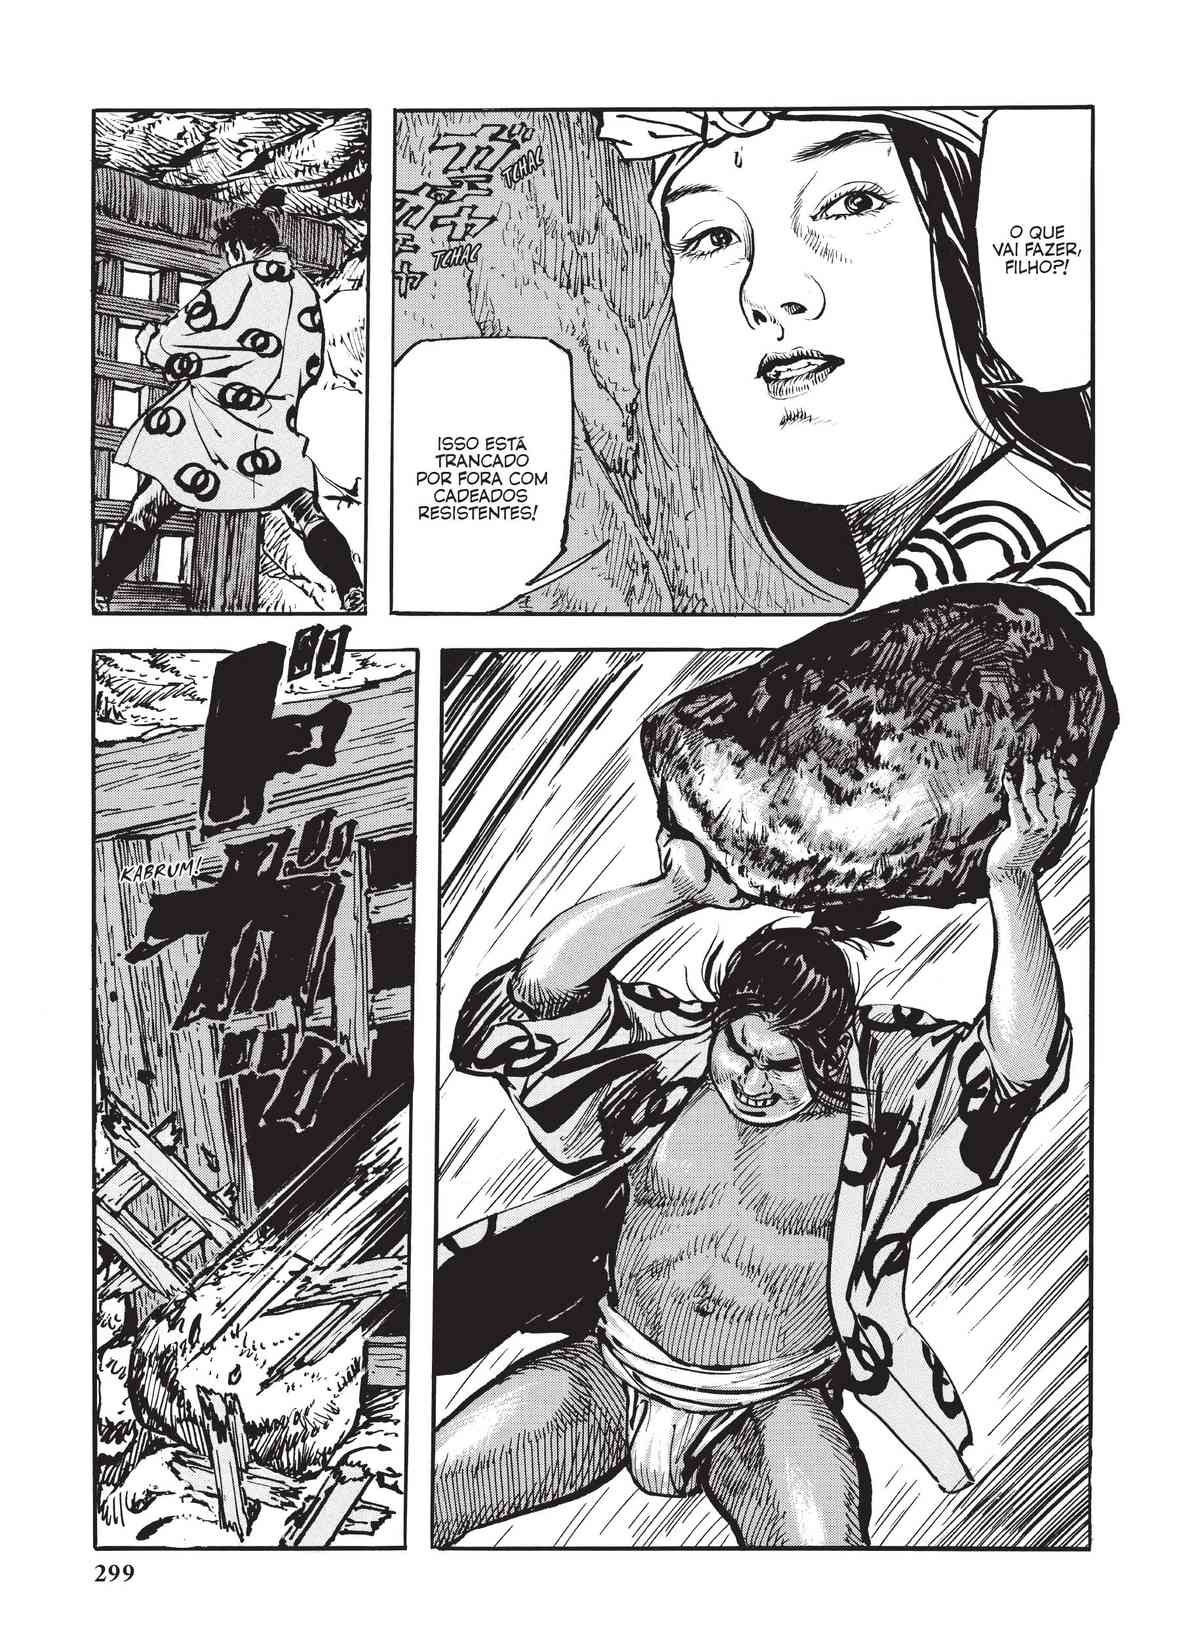 O QUE
VAI FAZER,
FILHO?!
TCHAC
TCHAC
ISSO ESTÁ
TRANCADO
POR FORA COM
CADEADOS
RESISTENTES!
KABRUM!
299